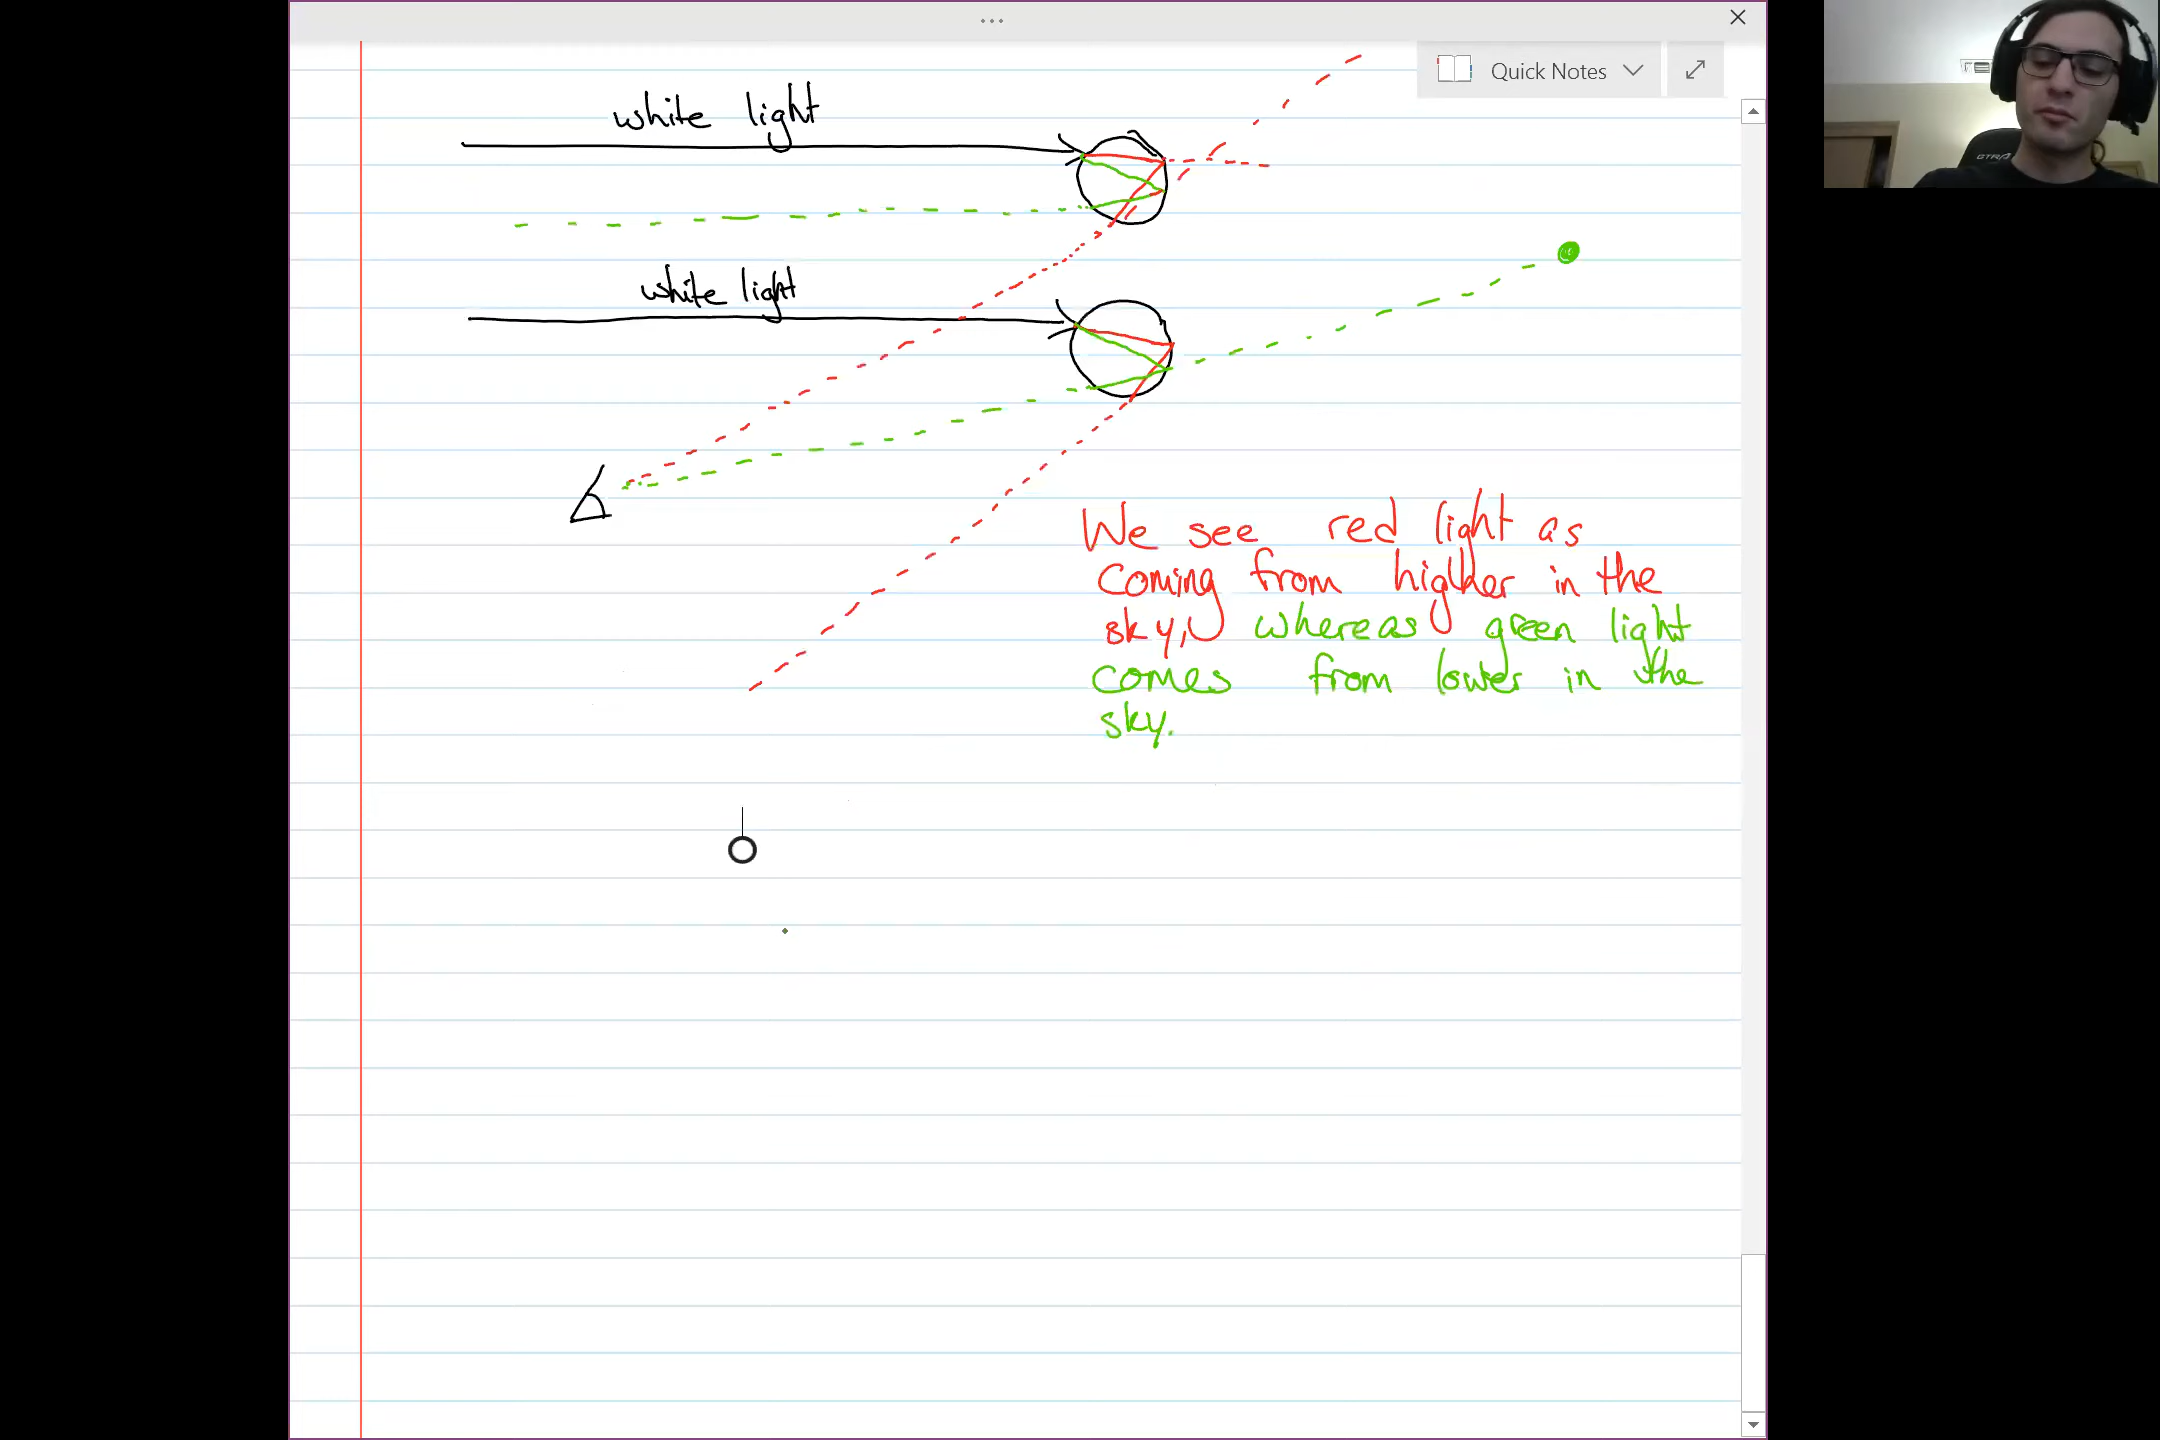 Quick Notes
white light
white light
We see red light as
coming from higher in the
sky, whereas green light
comes from lower in the
sky.
GTRA